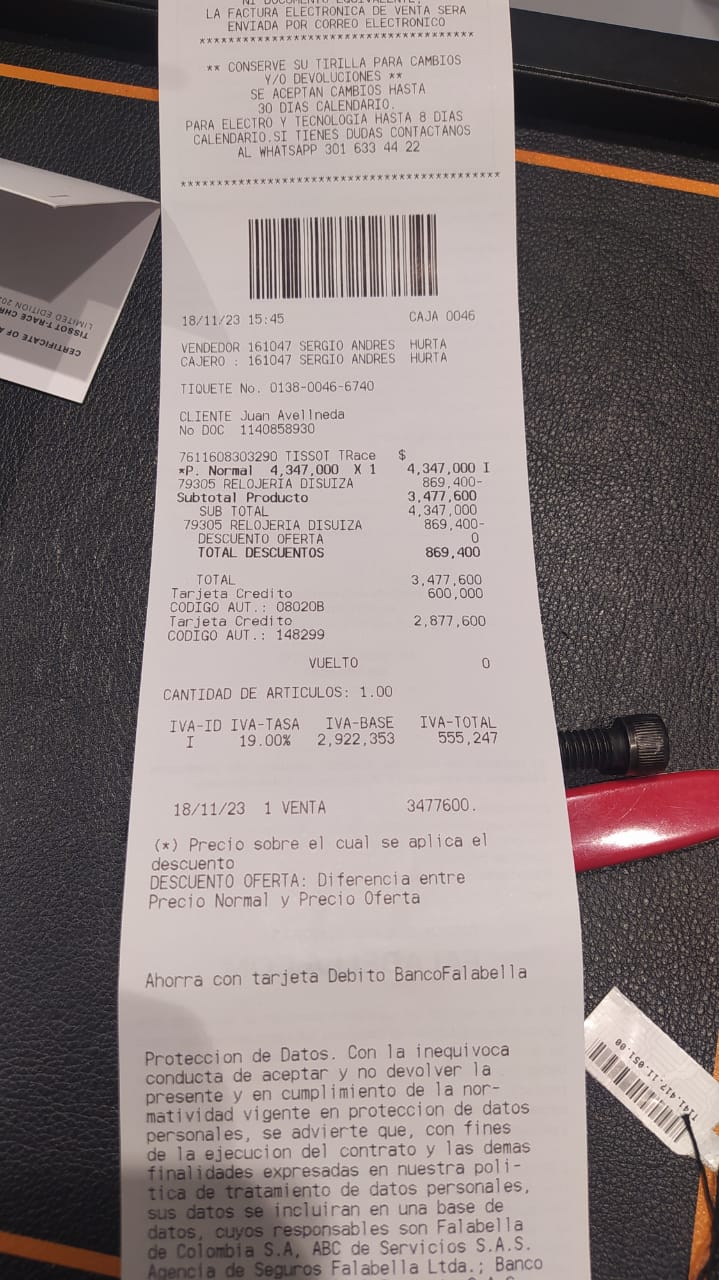 NI DOCUMENTO EQUIVALENTE,
LA FACTURA ELECTRONICA DE VENTA SERA
ENVIADA POR CORREO ELECTRONICO
****************************************
** CONSERVE SU TIRILLA PARA CAMBIOS
Y/O DEVOLUCIONES **
SE ACEPTAN CAMBIOS HASTA
30 DIAS CALENDARIO.
PARA ELECTRO Y TECNOLOGIA HASTA 8 DIAS
CALENDARIO.SI TIENES DUDAS CONTACTANOS
AL WHATSAPP 301 633 44 22
****************************************
18/11/23 15:45 CAJA 0046
VENDEDOR 161047 SERGIO ANDRES HURTA
CAJERO : 161047 SERGIO ANDRES HURTA
TIQUETE No. 0138-0046-6740
CLIENTE Juan Avellneda
No DOC 1140858930
7611608303290 TISSOT TRace $
*P. Normal 4,347,000 X 1 4,347,000 I
79305 RELOJERIA DISUIZA 869,400-
Subtotal Producto 3,477,600
SUB TOTAL 4,347,000
79305 RELOJERIA DISUIZA 869,400-
DESCUENTO OFERTA 0
TOTAL DESCUENTOS 869,400
TOTAL 3,477,600
Tarjeta Credito 600,000
CODIGO AUT.: 08020B
Tarjeta Credito 2,877,600
CODIGO AUT.: 148299
VUELTO 0
CANTIDAD DE ARTICULOS: 1.00
IVA-ID IVA-TASA IVA-BASE IVA-TOTAL
I 19.00% 2,922,353 555,247
18/11/23 1 VENTA 3477600.
(*) Precio sobre el cual se aplica el
descuento
DESCUENTO OFERTA: Diferencia entre
Precio Normal y Precio Oferta
Ahorra con tarjeta Debito BancoFalabella
Proteccion de Datos. Con la inequivoca
conducta de aceptar y no devolver la
presente y en cumplimiento de la nor-
matividad vigente en proteccion de datos
personales, se advierte que, con fines
de la ejecucion del contrato y las demas
finalidades expresadas en nuestra poli-
tica de tratamiento de datos personales,
sus datos se incluiran en una base de
datos, cuyos responsables son Falabella
de Colombia S.A, ABC de Servicios S.A.S.
Agencia de Seguros Falabella Ltda.; Banco
CERTIFICATE OF
TISSOT T-RACE
LIMITED EDITION
T141.417.11.051.00